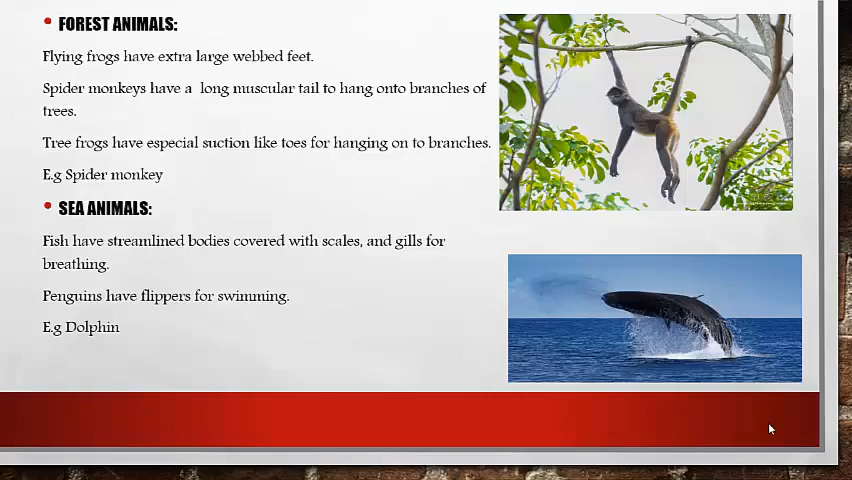 • FOREST ANIMALS:
Flying frogs have extra large webbed feet.
Spider monkeys have a  long muscular tail to hang onto branches of
trees.
Tree frogs have especial suction like toes for hanging on to branches.
E.g Spider monkey
• SEA ANIMALS:
Fish have streamlined bodies covered with scales, and gills for
breathing.
Penguins have flippers for swimming.
E.g Dolphin